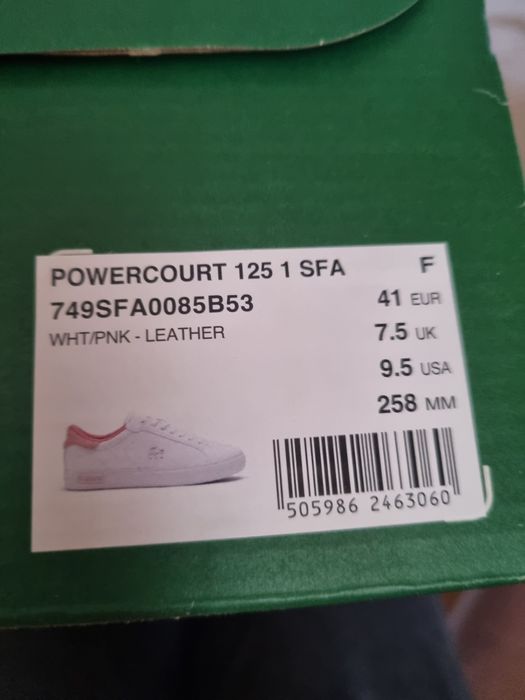 POWERCOURT 125 1 SFA F
749SFA0085B53 41 EUR
WHT/PNK - LEATHER 7.5 UK
9.5 USA
258 MM
505986 2463060